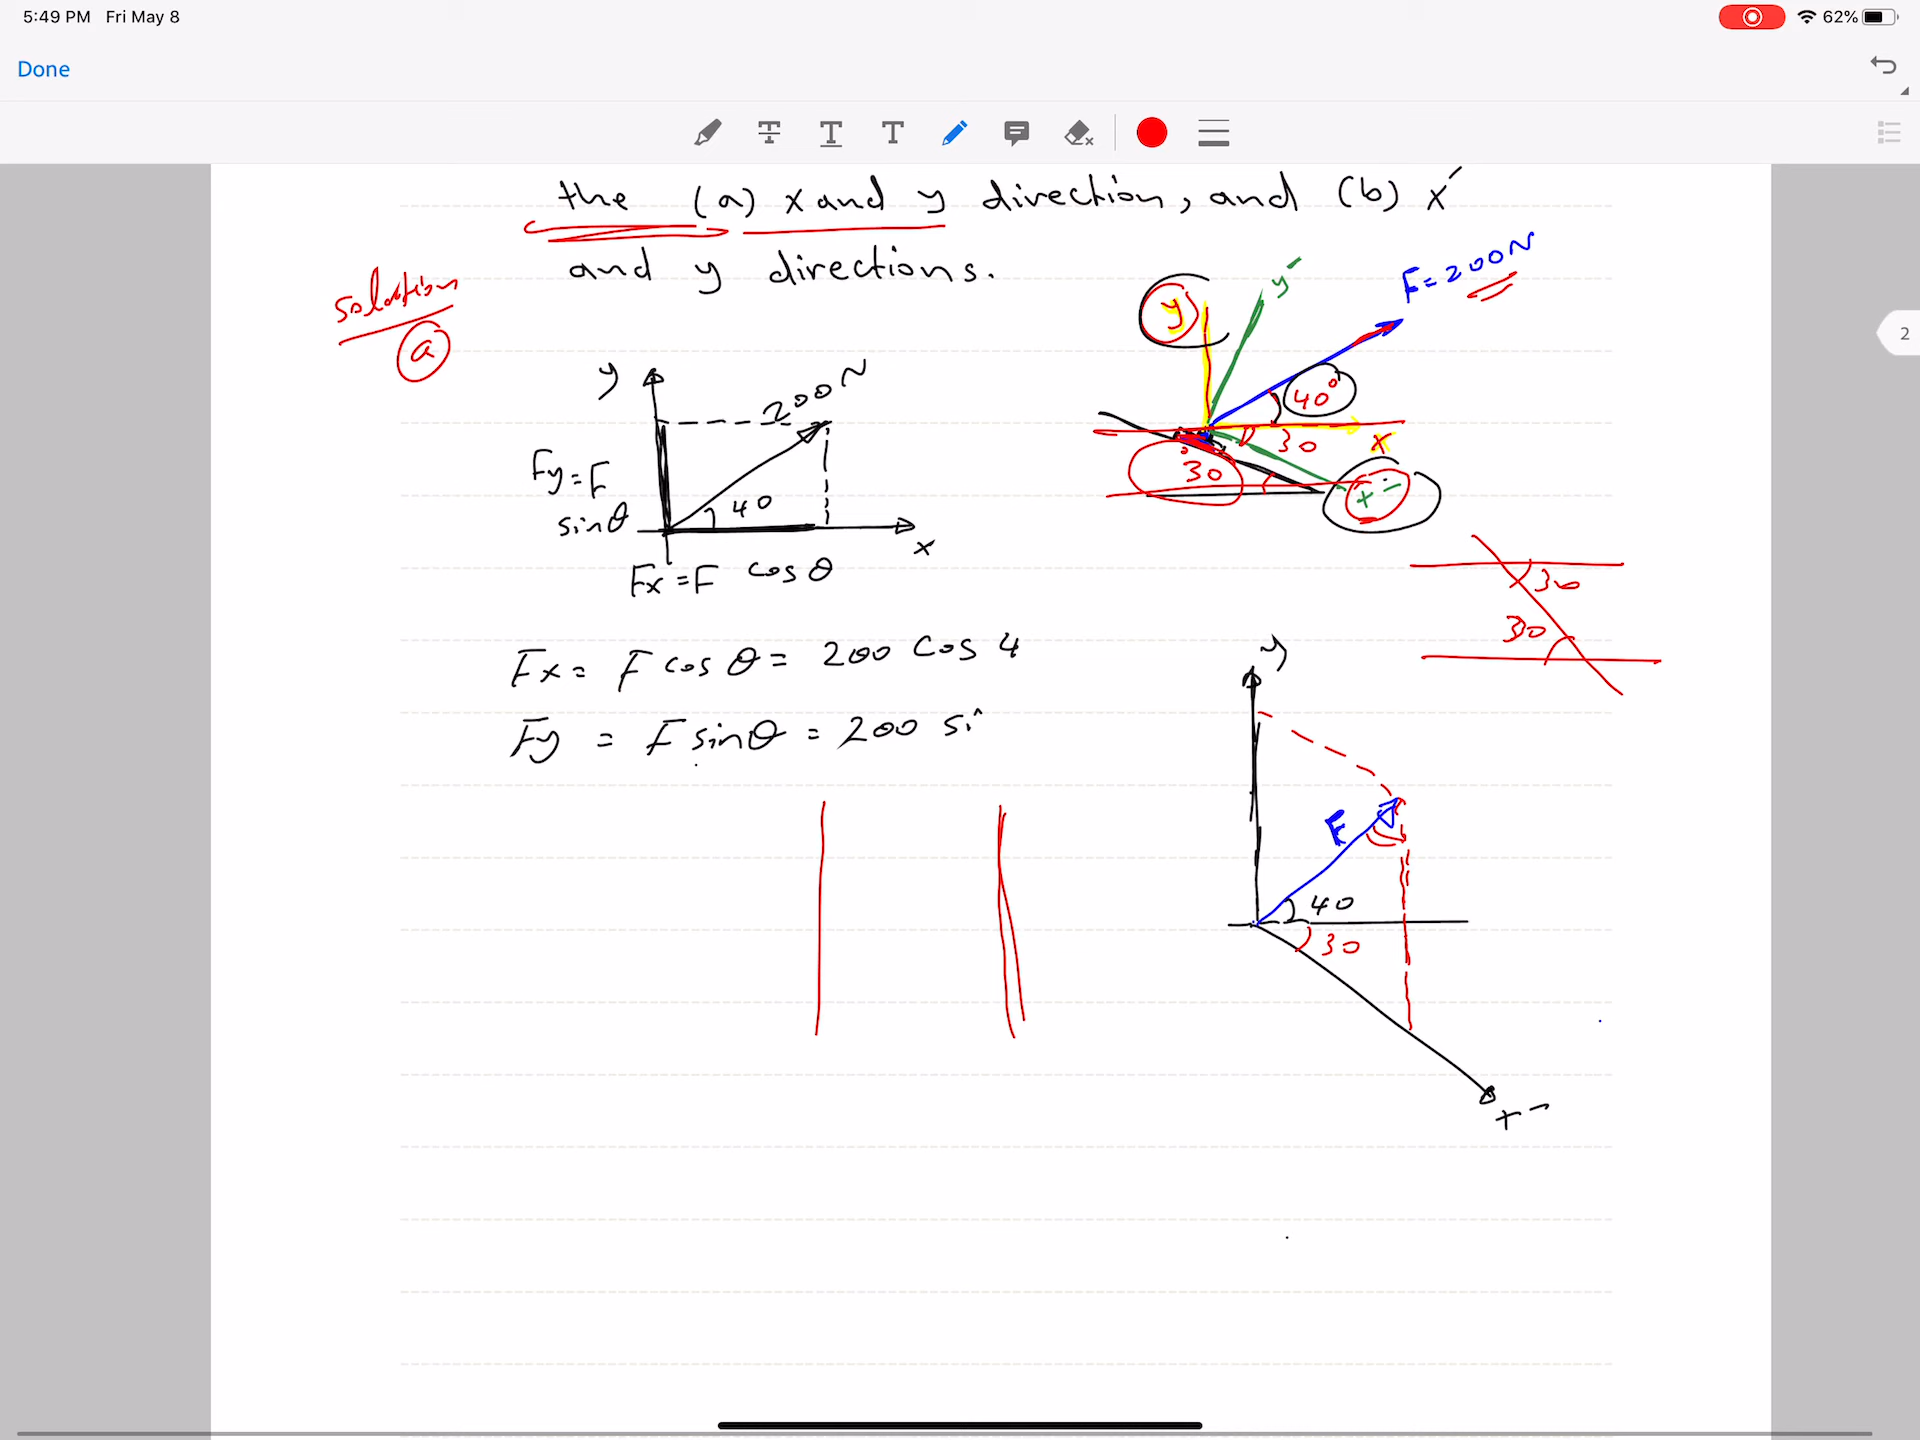 5:49 PM Fri May 8
62%
Done
2
the (a) x and y direction, and (b) x'
and y directions.
solution
a
y
200N
Fy=F
sinθ
40
x
Fx=F cosθ
y
y'
F=200N
40°
30
x
30
x'
30
30
Fx= F cosθ= 200 cos 4
Fy = F sinθ = 200 si
y
F
40
30
x'